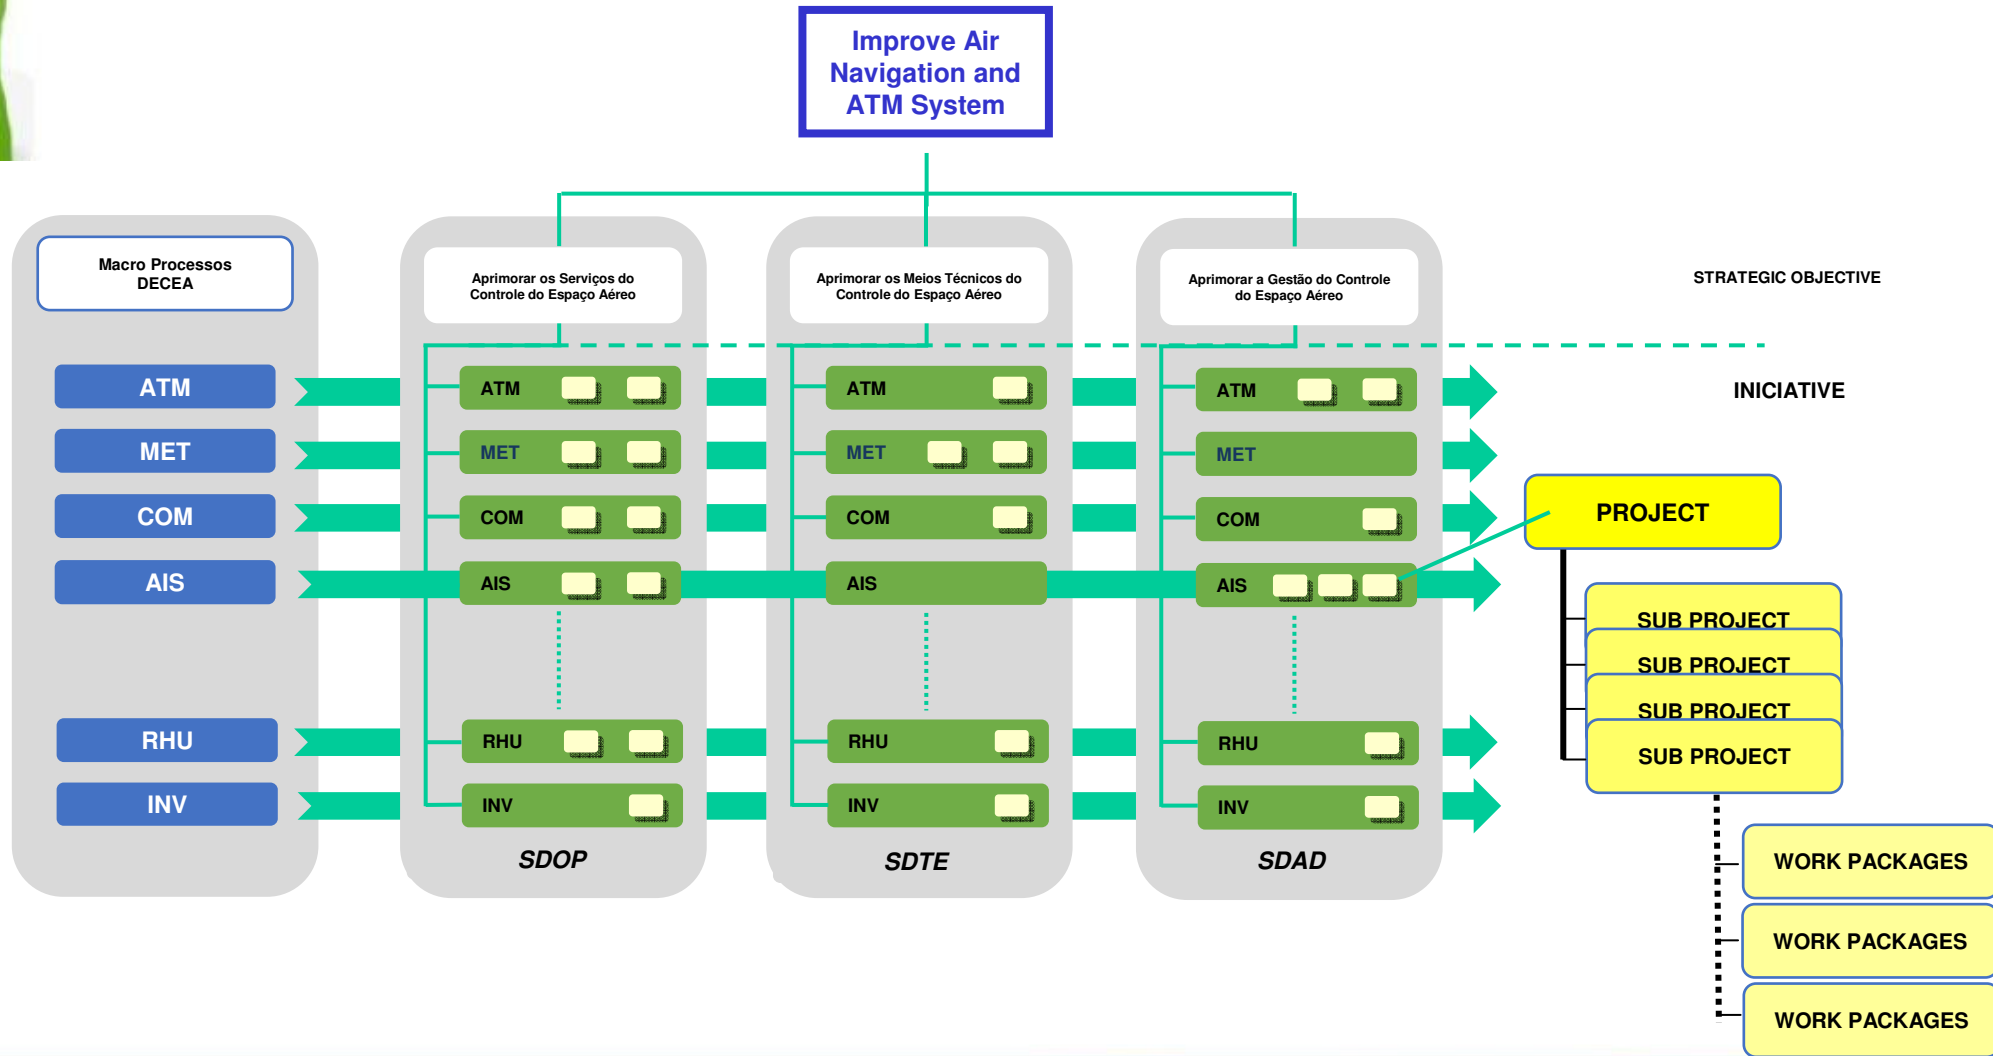 Improve Air
Navigation and
ATM System
Macro Processos
DECEA
Aprimorar os Serviços do
Controle do Espaço Aéreo
Aprimorar os Meios Técnicos do
Controle do Espaço Aéreo
Aprimorar a Gestão do Controle
do Espaço Aéreo
STRATEGIC OBJECTIVE
ATM
ATM
ATM
ATM
INICIATIVE
MET
MET
MET
MET
COM
COM
COM
COM
PROJECT
AIS
AIS
AIS
AIS
SUB PROJECT
SUB PROJECT
SUB PROJECT
SUB PROJECT
RHU
RHU
RHU
RHU
INV
INV
INV
INV
SDOP
SDTE
SDAD
WORK PACKAGES
WORK PACKAGES
WORK PACKAGES